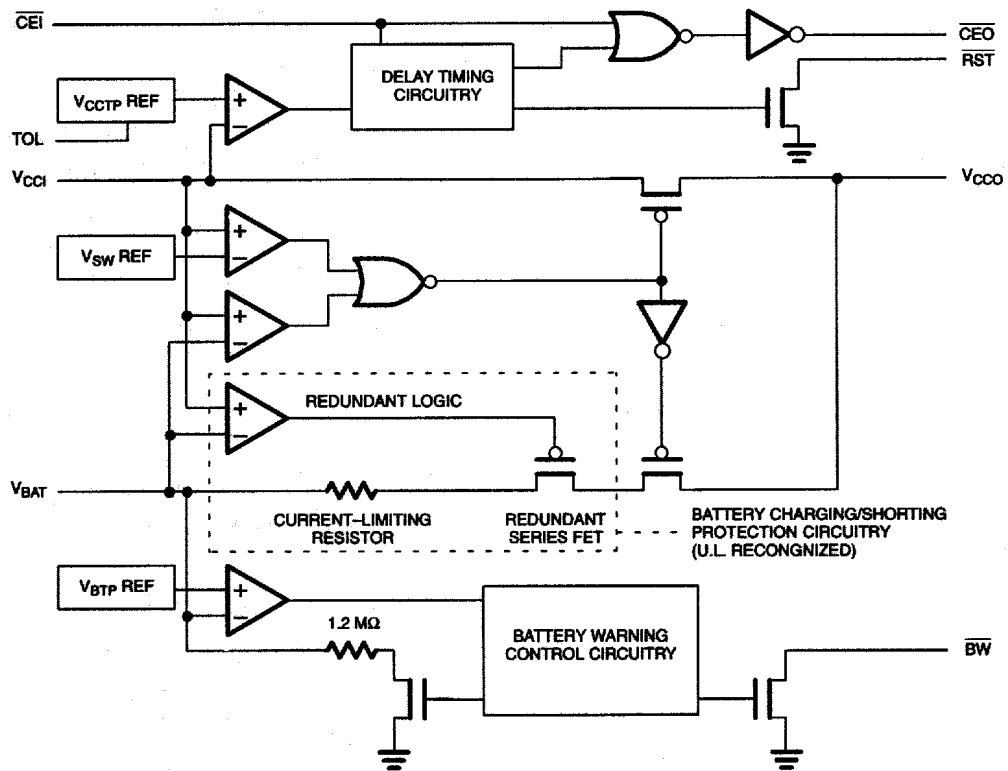 CEI
CEO
DELAY TIMING
CIRCUITRY
RST
VCCTP REF
+
−
TOL
VCCI
VCCO
+
−
VSW REF
+
−
REDUNDANT LOGIC
+
−
VBAT
CURRENT–LIMITING
RESISTOR
REDUNDANT
SERIES FET
BATTERY CHARGING/SHORTING
PROTECTION CIRCUITRY
(U.L. RECONGNIZED)
VBTP REF
+
−
1.2 MΩ
BATTERY WARNING
CONTROL CIRCUITRY
BW